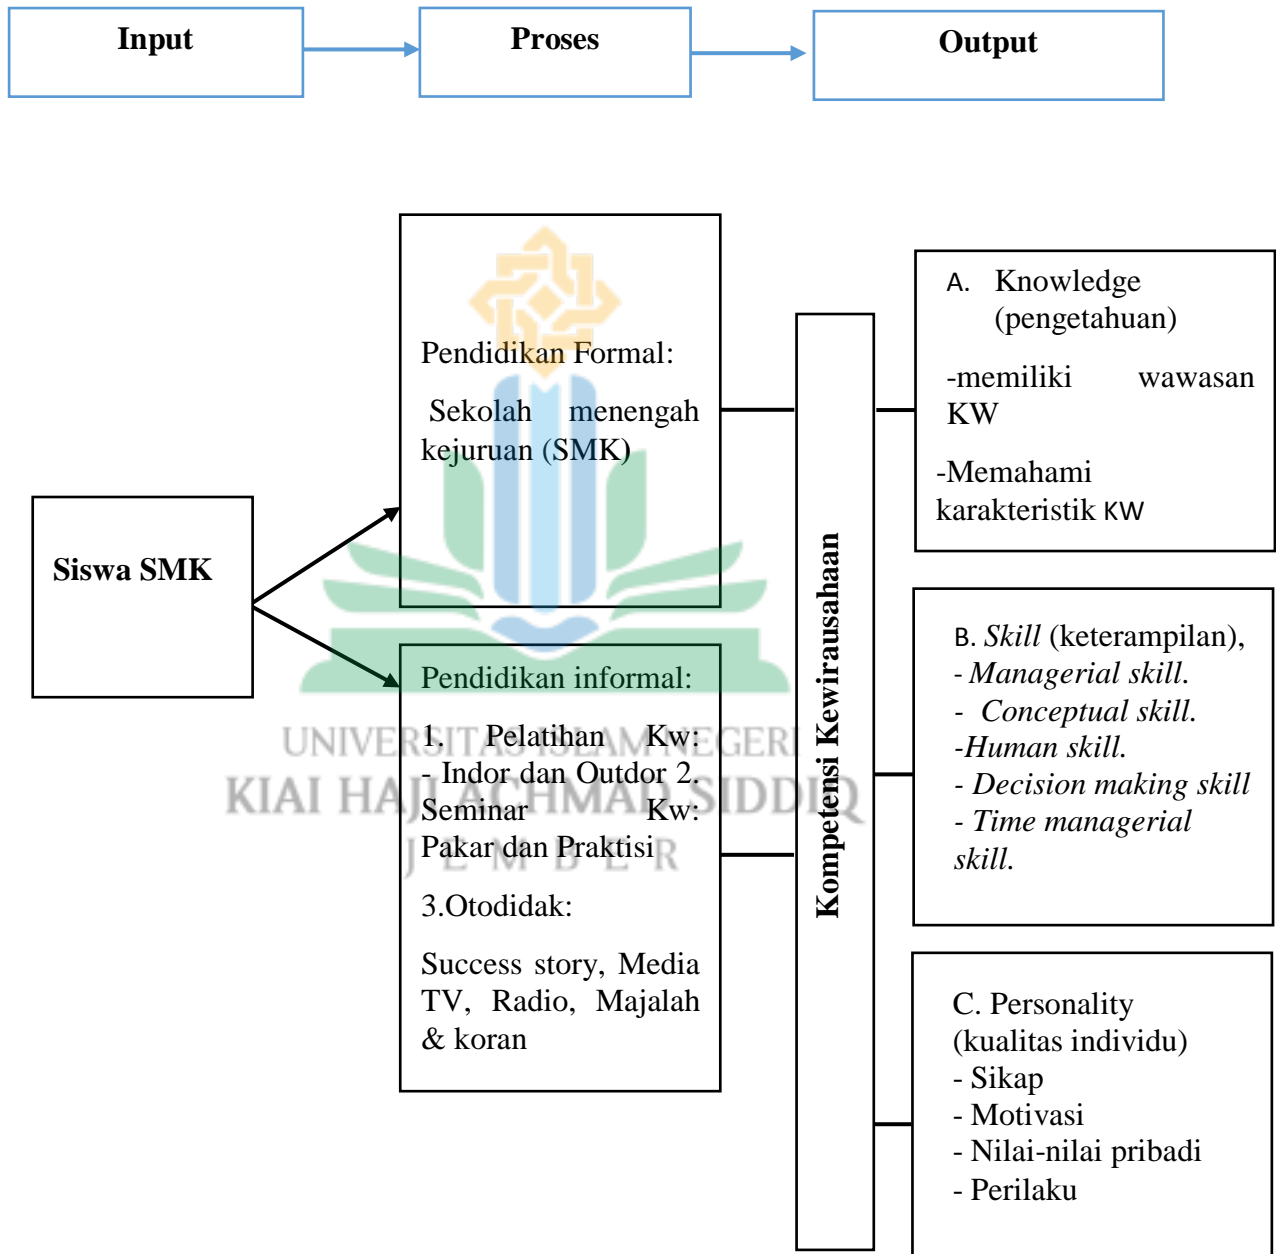 Input
Proses
Output
Siswa SMK
Pendidikan Formal:
Sekolah menengah
kejuruan (SMK)
Pendidikan informal:
1. Pelatihan Kw:
- Indor dan Outdor 2.
Seminar Kw:
Pakar dan Praktisi
3.Otodidak:
Success story, Media
TV, Radio, Majalah
& koran
Kompetensi Kewirausahaan
A. Knowledge
(pengetahuan)
-memiliki wawasan
KW
-Memahami
karakteristik KW
B. Skill (keterampilan),
- Managerial skill.
- Conceptual skill.
-Human skill.
- Decision making skill
- Time managerial
skill.
C. Personality
(kualitas individu)
- Sikap
- Motivasi
- Nilai-nilai pribadi
- Perilaku
UNIVERSITAS ISLAM NEGERI
KIAI HAJI ACHMAD SIDDIQ
JEMBER